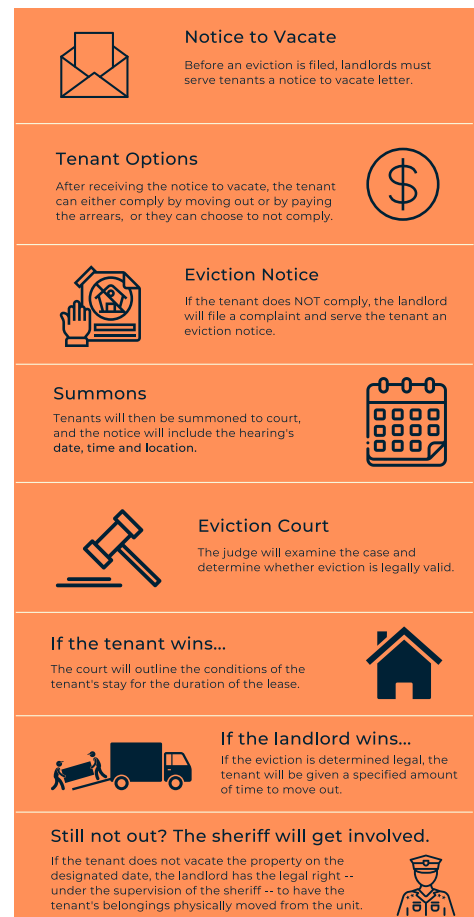 Notice to Vacate
Before an eviction is filed, landlords must
serve tenants a notice to vacate letter.
Tenant Options
After receiving the notice to vacate, the tenant
can either comply by moving out or by paying
the arrears, or they can choose to not comply.
$
Eviction Notice
If the tenant does NOT comply, the landlord
will file a complaint and serve the tenant an
eviction notice.
Summons
Tenants will then be summoned to court,
and the notice will include the hearing's
date, time and location.
Eviction Court
The judge will examine the case and
determine whether eviction is legally valid.
If the tenant wins...
The court will outline the conditions of the
tenant's stay for the duration of the lease.
If the landlord wins...
If the eviction is determined legal, the
tenant will be given a specified amount
of time to move out.
Still not out? The sheriff will get involved.
If the tenant does not vacate the property on the
designated date, the landlord has the legal right --
under the supervision of the sheriff -- to have the
tenant's belongings physically moved from the unit.